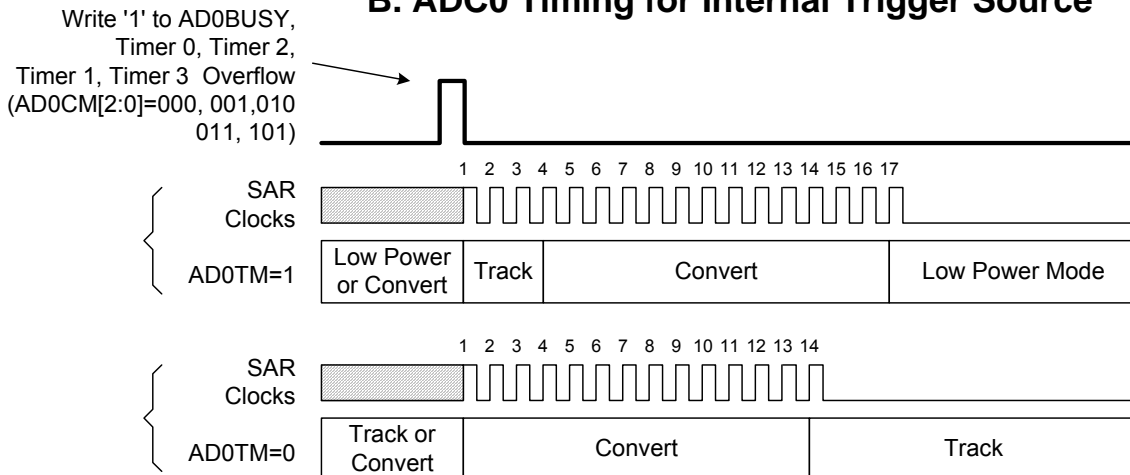 B. ADC0 Timing for Internal Trigger Source
Write '1' to AD0BUSY,
Timer 0, Timer 2,
Timer 1, Timer 3 Overflow
(AD0CM[2:0]=000, 001,010
011, 101)
1 2 3 4 5 6 7 8 9 10 11 12 13 14 15 16 17
SAR
Clocks
AD0TM=1
Low Power
or Convert
Track
Convert
Low Power Mode
1 2 3 4 5 6 7 8 9 10 11 12 13 14
SAR
Clocks
AD0TM=0
Track or
Convert
Convert
Track